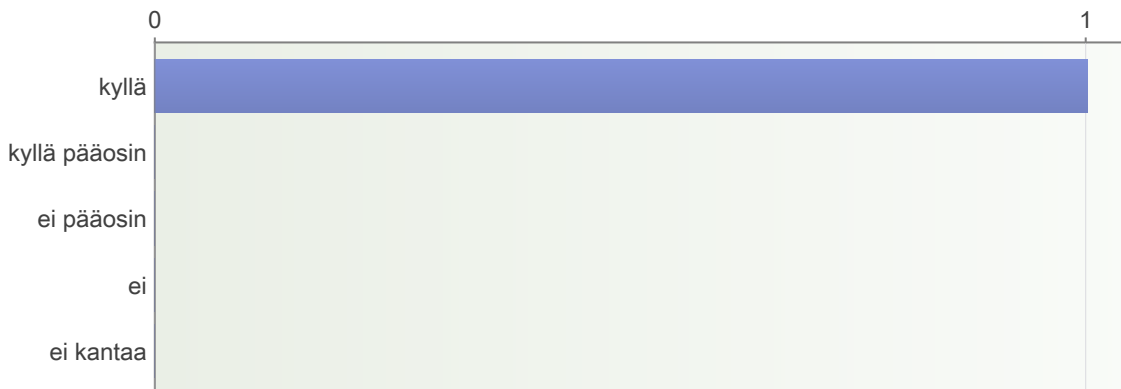 0 1
kyllä
kyllä pääosin
ei pääosin
ei
ei kantaa